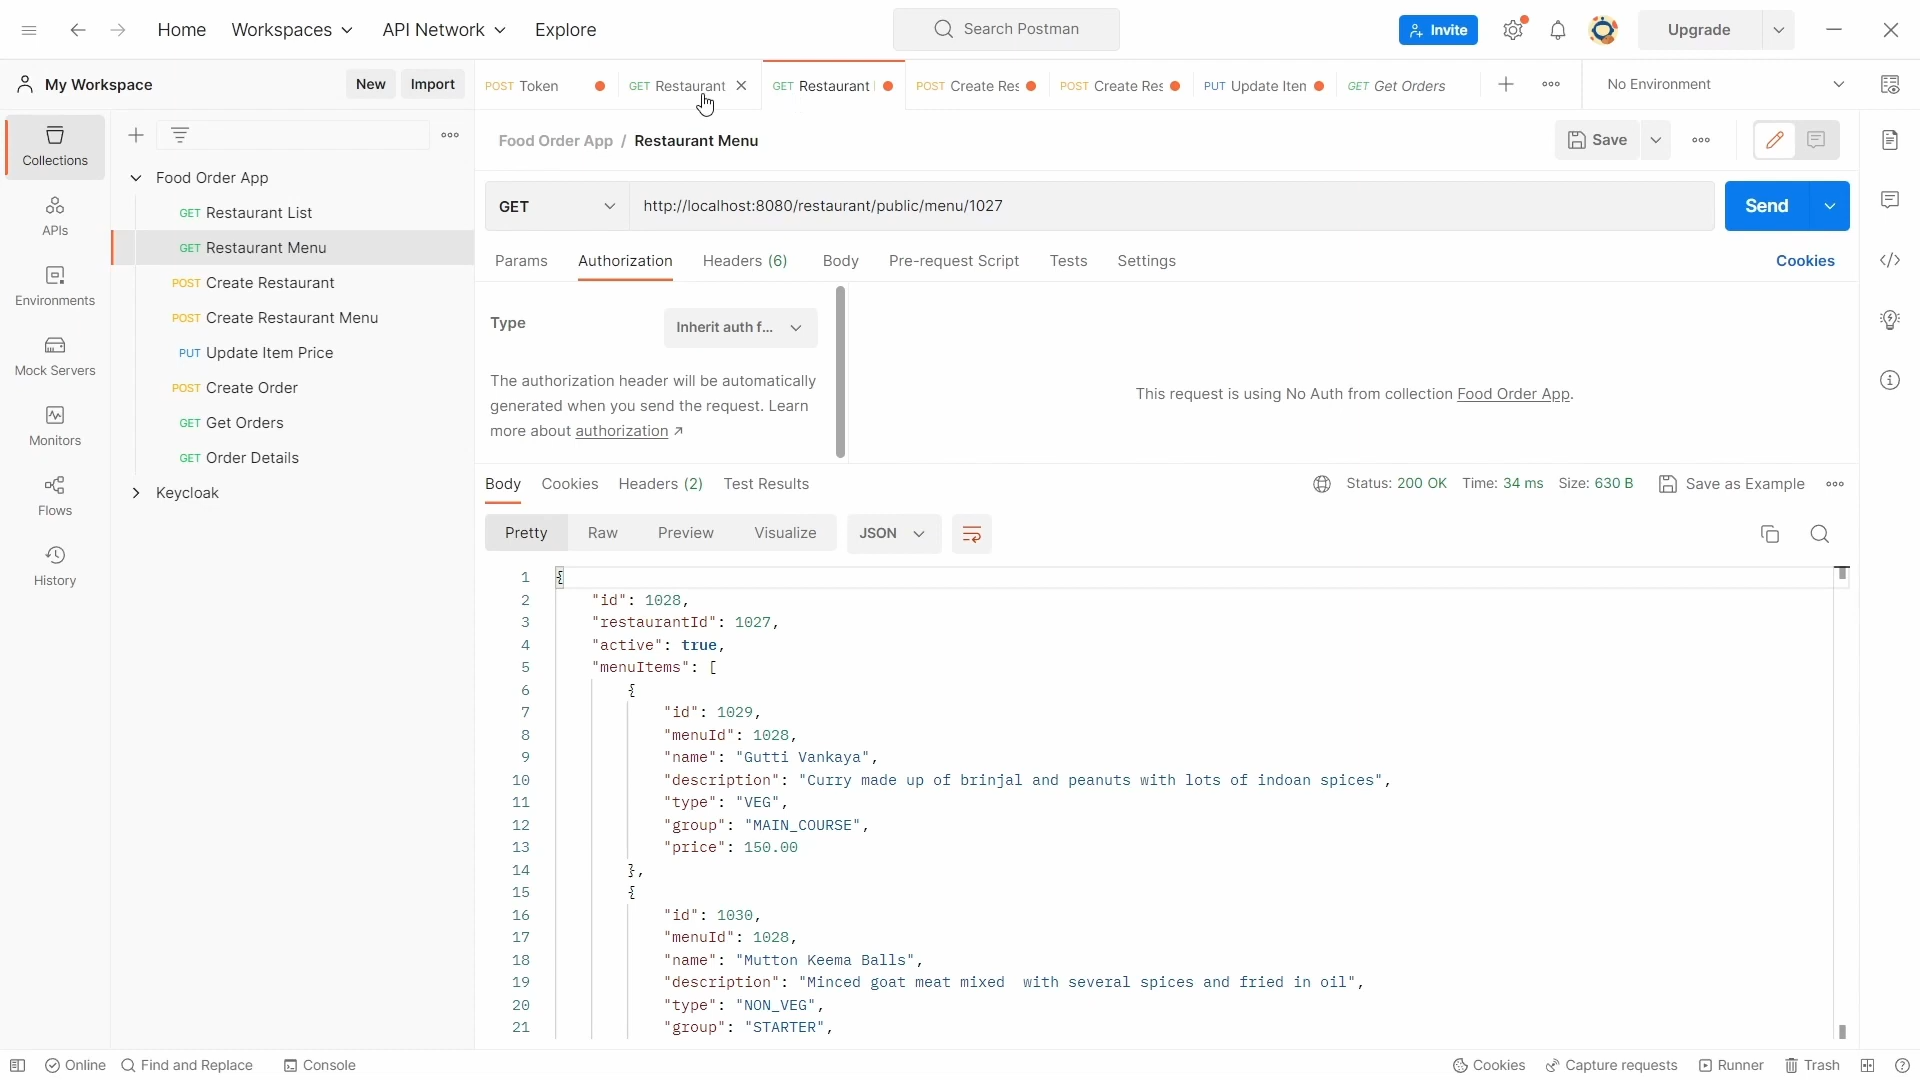 Home Workspaces API Network Explore Search Postman Invite Upgrade
My Workspace New Import POST Token GET Restaurant GET Restaurant POST Create Res POST Create Res PUT Update Iten GET Get Orders No Environment
Food Order App / Restaurant Menu Save
Collections
APIs
Environments
Mock Servers
Monitors
Flows
History
Food Order App
GET Restaurant List
GET Restaurant Menu
POST Create Restaurant
POST Create Restaurant Menu
PUT Update Item Price
POST Create Order
GET Get Orders
GET Order Details
Keycloak
GET http://localhost:8080/restaurant/public/menu/1027 Send
Params Authorization Headers (6) Body Pre-request Script Tests Settings Cookies
Type Inherit auth f...
The authorization header will be automatically
generated when you send the request. Learn
more about authorization ↗
This request is using No Auth from collection Food Order App.
Body Cookies Headers (2) Test Results Status: 200 OK Time: 34 ms Size: 630 B Save as Example
Pretty Raw Preview Visualize JSON
1 {
2 "id": 1028,
3 "restaurantId": 1027,
4 "active": true,
5 "menuItems": [
6 {
7 "id": 1029,
8 "menuId": 1028,
9 "name": "Gutti Vankaya",
10 "description": "Curry made up of brinjal and peanuts with lots of indoan spices",
11 "type": "VEG",
12 "group": "MAIN_COURSE",
13 "price": 150.00
14 },
15 {
16 "id": 1030,
17 "menuId": 1028,
18 "name": "Mutton Keema Balls",
19 "description": "Minced goat meat mixed  with several spices and fried in oil",
20 "type": "NON_VEG",
21 "group": "STARTER",
Online Find and Replace Console Cookies Capture requests Runner Trash